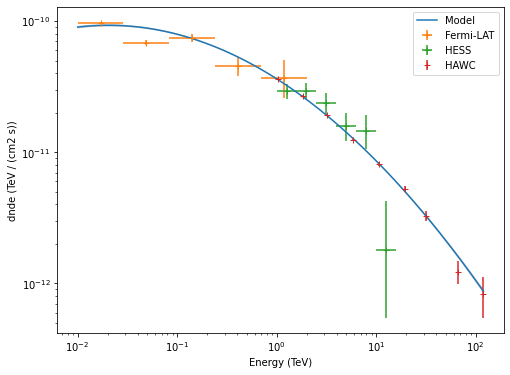 10⁻¹⁰
10⁻¹¹
10⁻¹²
dnde (TeV / (cm2 s))
Model
Fermi-LAT
HESS
HAWC
10⁻² 10⁻¹ 10⁰ 10¹ 10²
Energy (TeV)